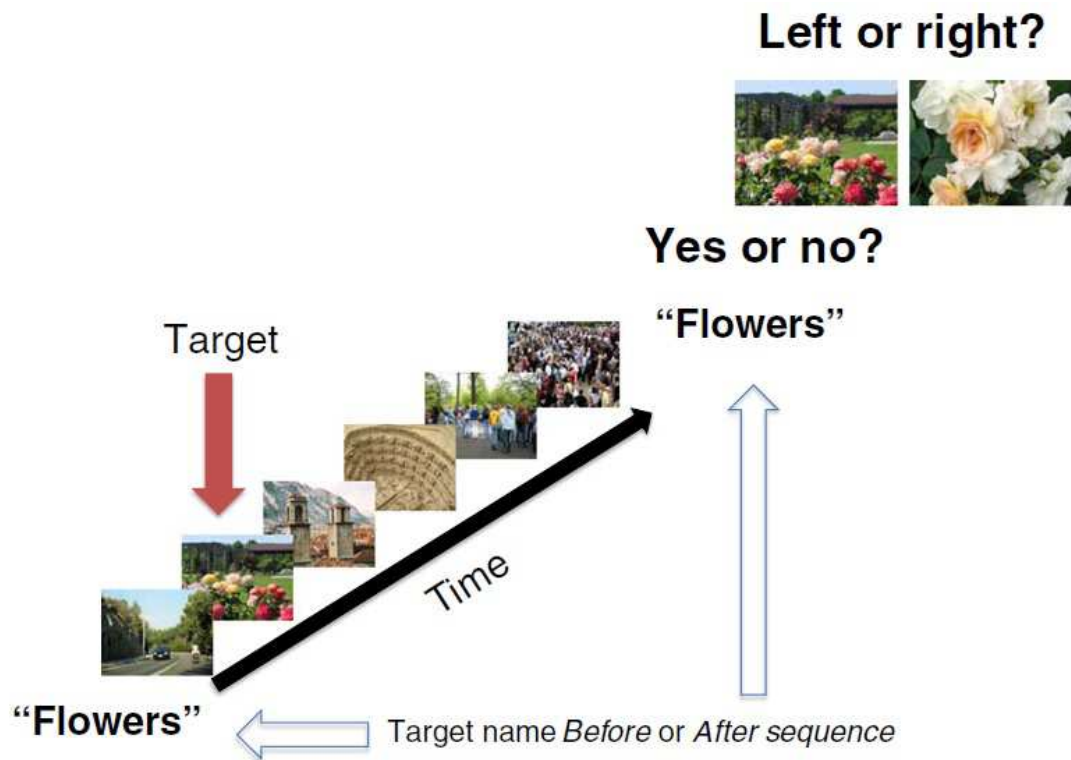 Left or right?
Yes or no?
“Flowers”
Target
Time
“Flowers”
Target name Before or After sequence